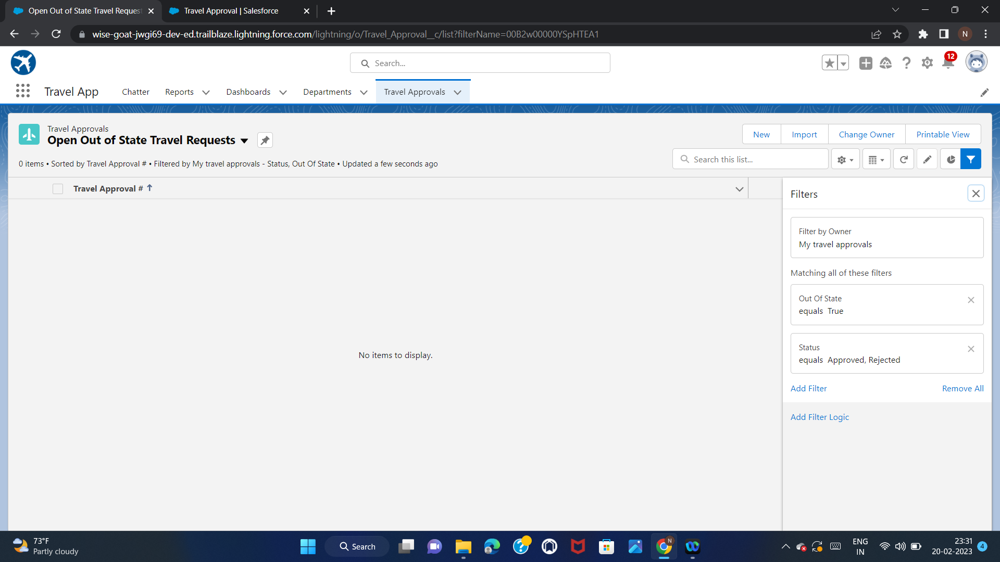 Open Out of State Travel Reques
Travel Approval | Salesforce
wise-goat-jwgi69-dev-ed.trailblaze.lightning.force.com/lightning/o/Travel_Approval__c/list?filterName=00B2w00000YSpHTEA1
N
Search...
12
Travel App
Chatter
Reports
Dashboards
Departments
Travel Approvals
Travel Approvals
Open Out of State Travel Requests
New
Import
Change Owner
Printable View
0 items • Sorted by Travel Approval # • Filtered by My travel approvals - Status, Out Of State • Updated a few seconds ago
Search this list...
Travel Approval #
No items to display.
Filters
Filter by Owner
My travel approvals
Matching all of these filters
Out Of State
equals True
Status
equals Approved, Rejected
Add Filter
Remove All
Add Filter Logic
73°F
Partly cloudy
Search
N
ENG
IN
23:31
20-02-2023
4